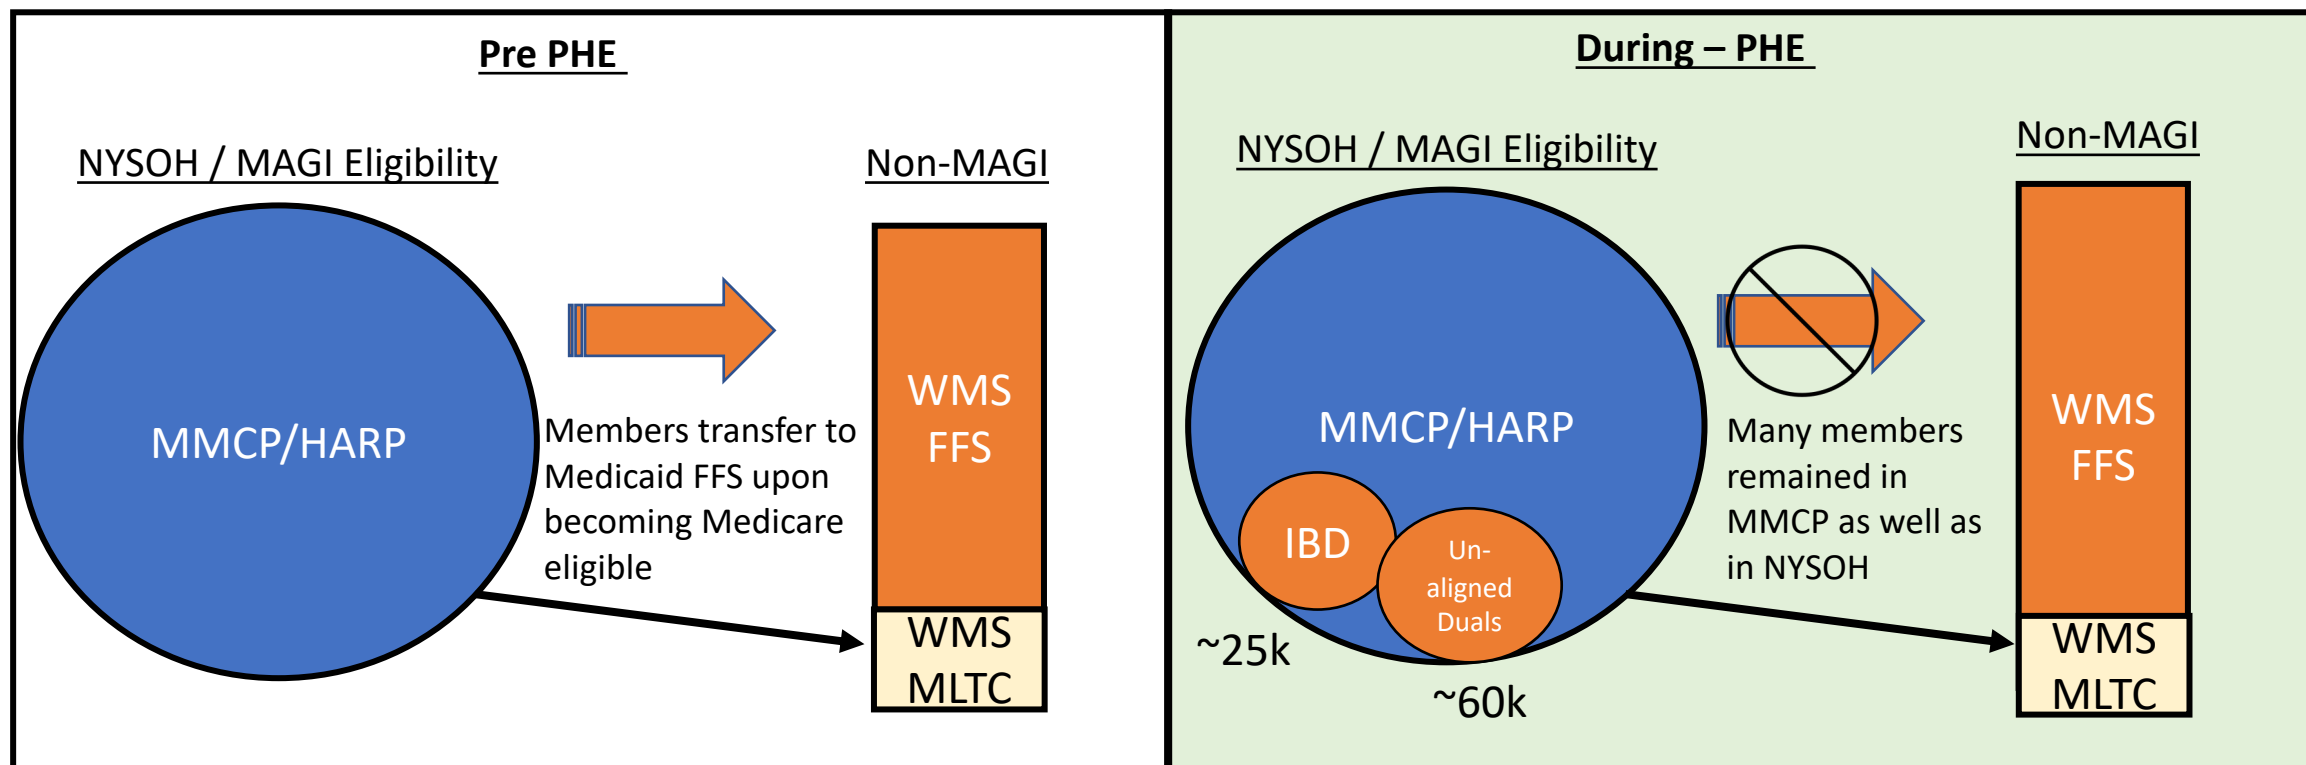 Pre PHE
NYSOH / MAGI Eligibility
Non-MAGI
MMCP/HARP
Members transfer to
Medicaid FFS upon
becoming Medicare
eligible
WMS
FFS
WMS
MLTC
During – PHE
NYSOH / MAGI Eligibility
Non-MAGI
MMCP/HARP
IBD
Un-
aligned
Duals
~25k
~60k
Many members
remained in
MMCP as well as
in NYSOH
WMS
FFS
WMS
MLTC